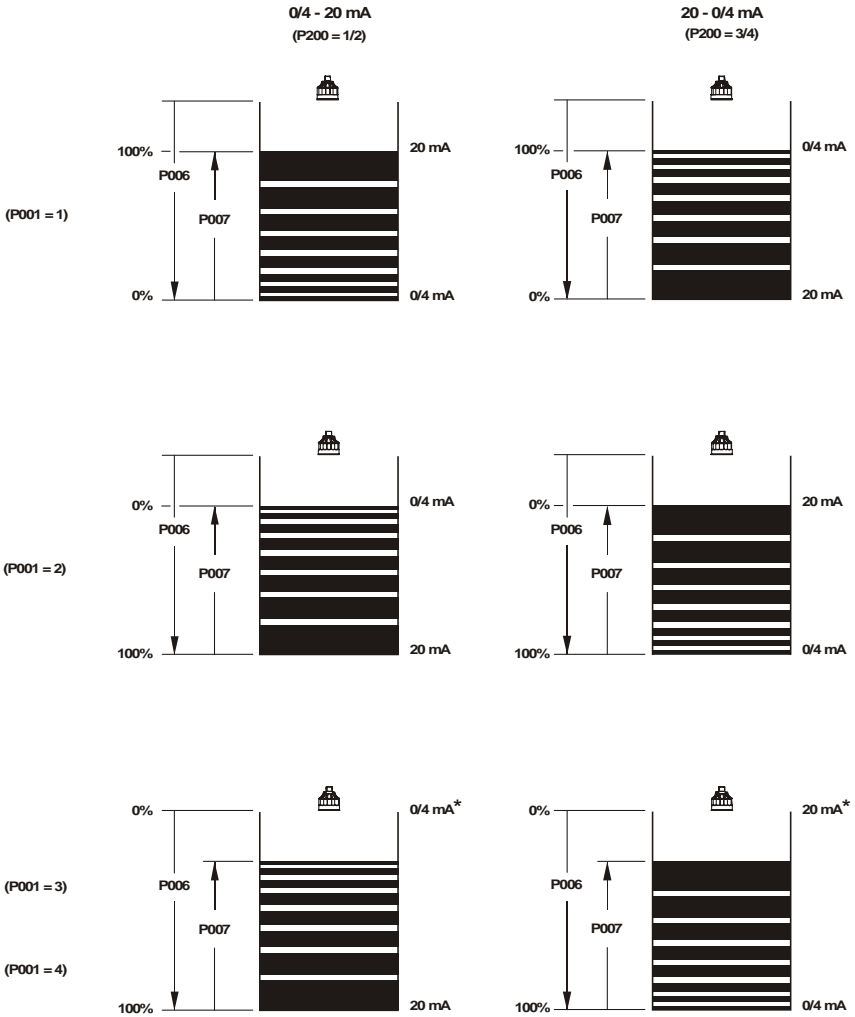 0/4 - 20 mA
(P200 = 1/2)
20 - 0/4 mA
(P200 = 3/4)
100%
20 mA
P006
P007
(P001 = 1)
0%
0/4 mA
100%
0/4 mA
P006
P007
0%
20 mA
0%
0/4 mA
P006
P007
(P001 = 2)
100%
20 mA
0%
20 mA
P006
P007
100%
0/4 mA
0%
0/4 mA*
(P001 = 3)
P006
P007
(P001 = 4)
100%
20 mA
0%
20 mA*
P006
P007
100%
0/4 mA